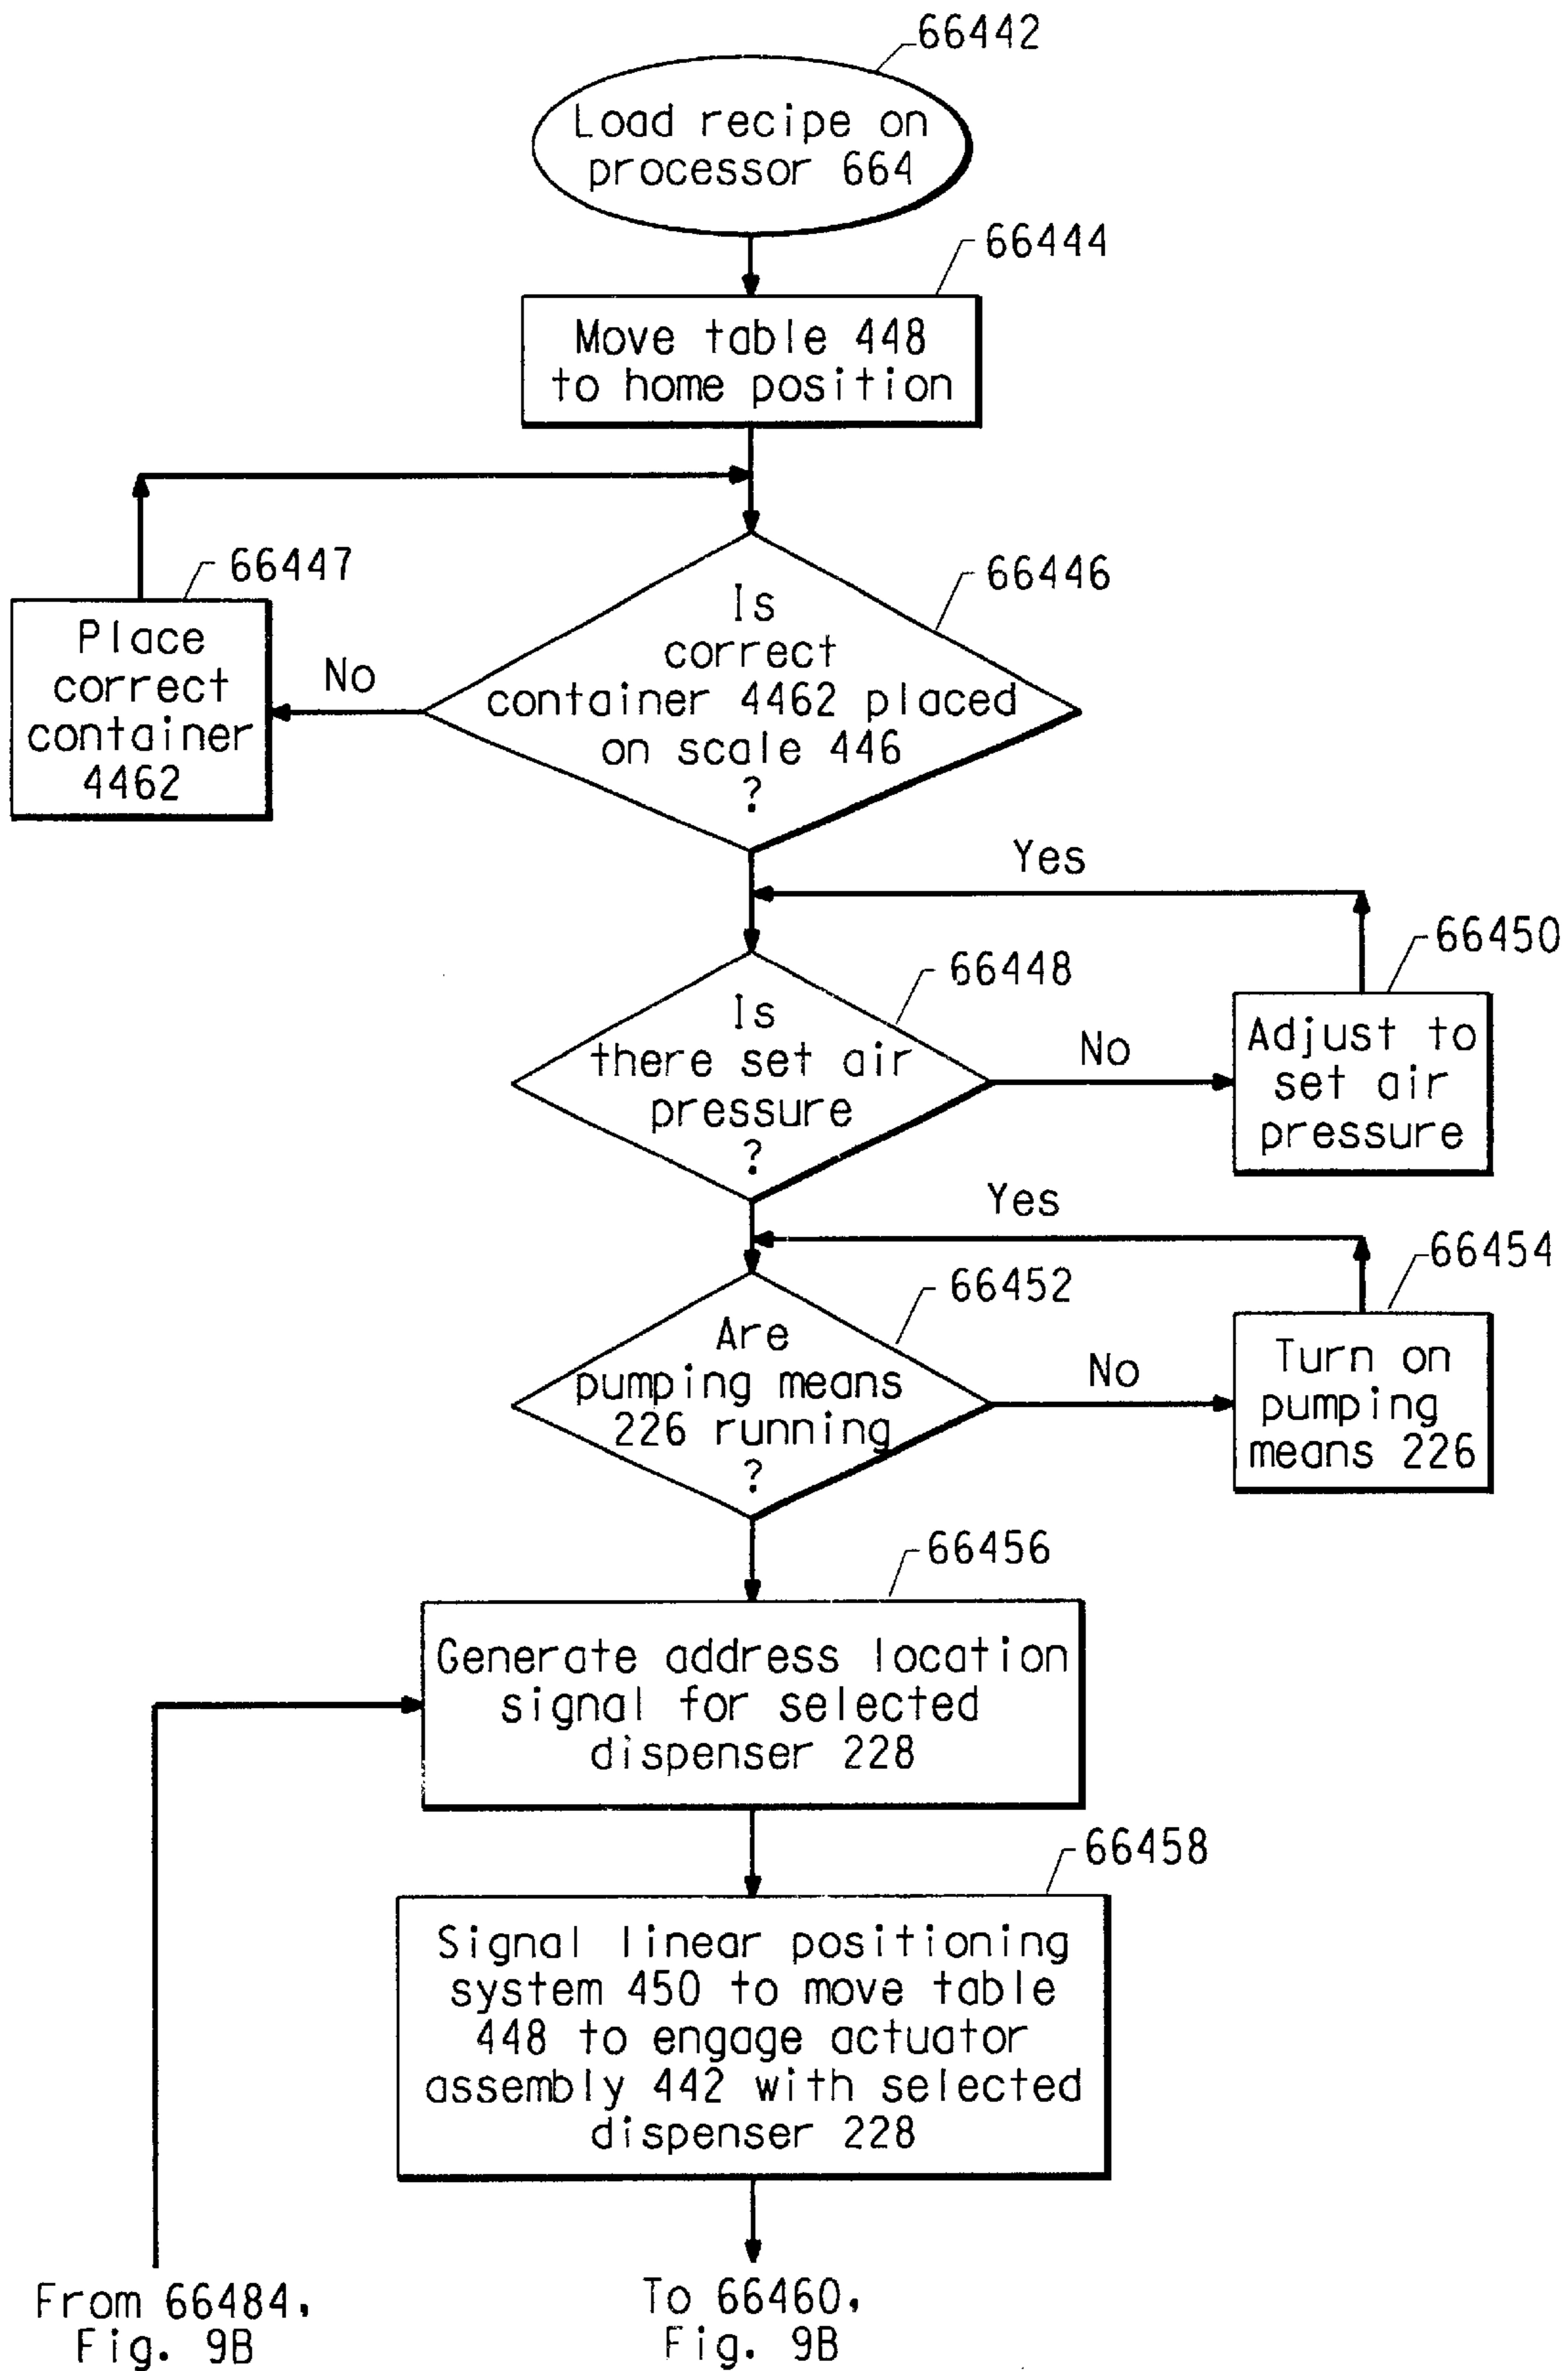 66442
Load recipe on
processor 664
66444
Move table 448
to home position
66447
Place
correct
container
4462
No
66446
Is
correct
container 4462 placed
on scale 446
?
Yes
66448
Is
there set air
pressure
?
No
66450
Adjust to
set air
pressure
Yes
66452
Are
pumping means
226 running
?
No
66454
Turn on
pumping
means 226
66456
Generate address location
signal for selected
dispenser 228
66458
Signal linear positioning
system 450 to move table
448 to engage actuator
assembly 442 with selected
dispenser 228
From 66484,
Fig. 9B
To 66460,
Fig. 9B